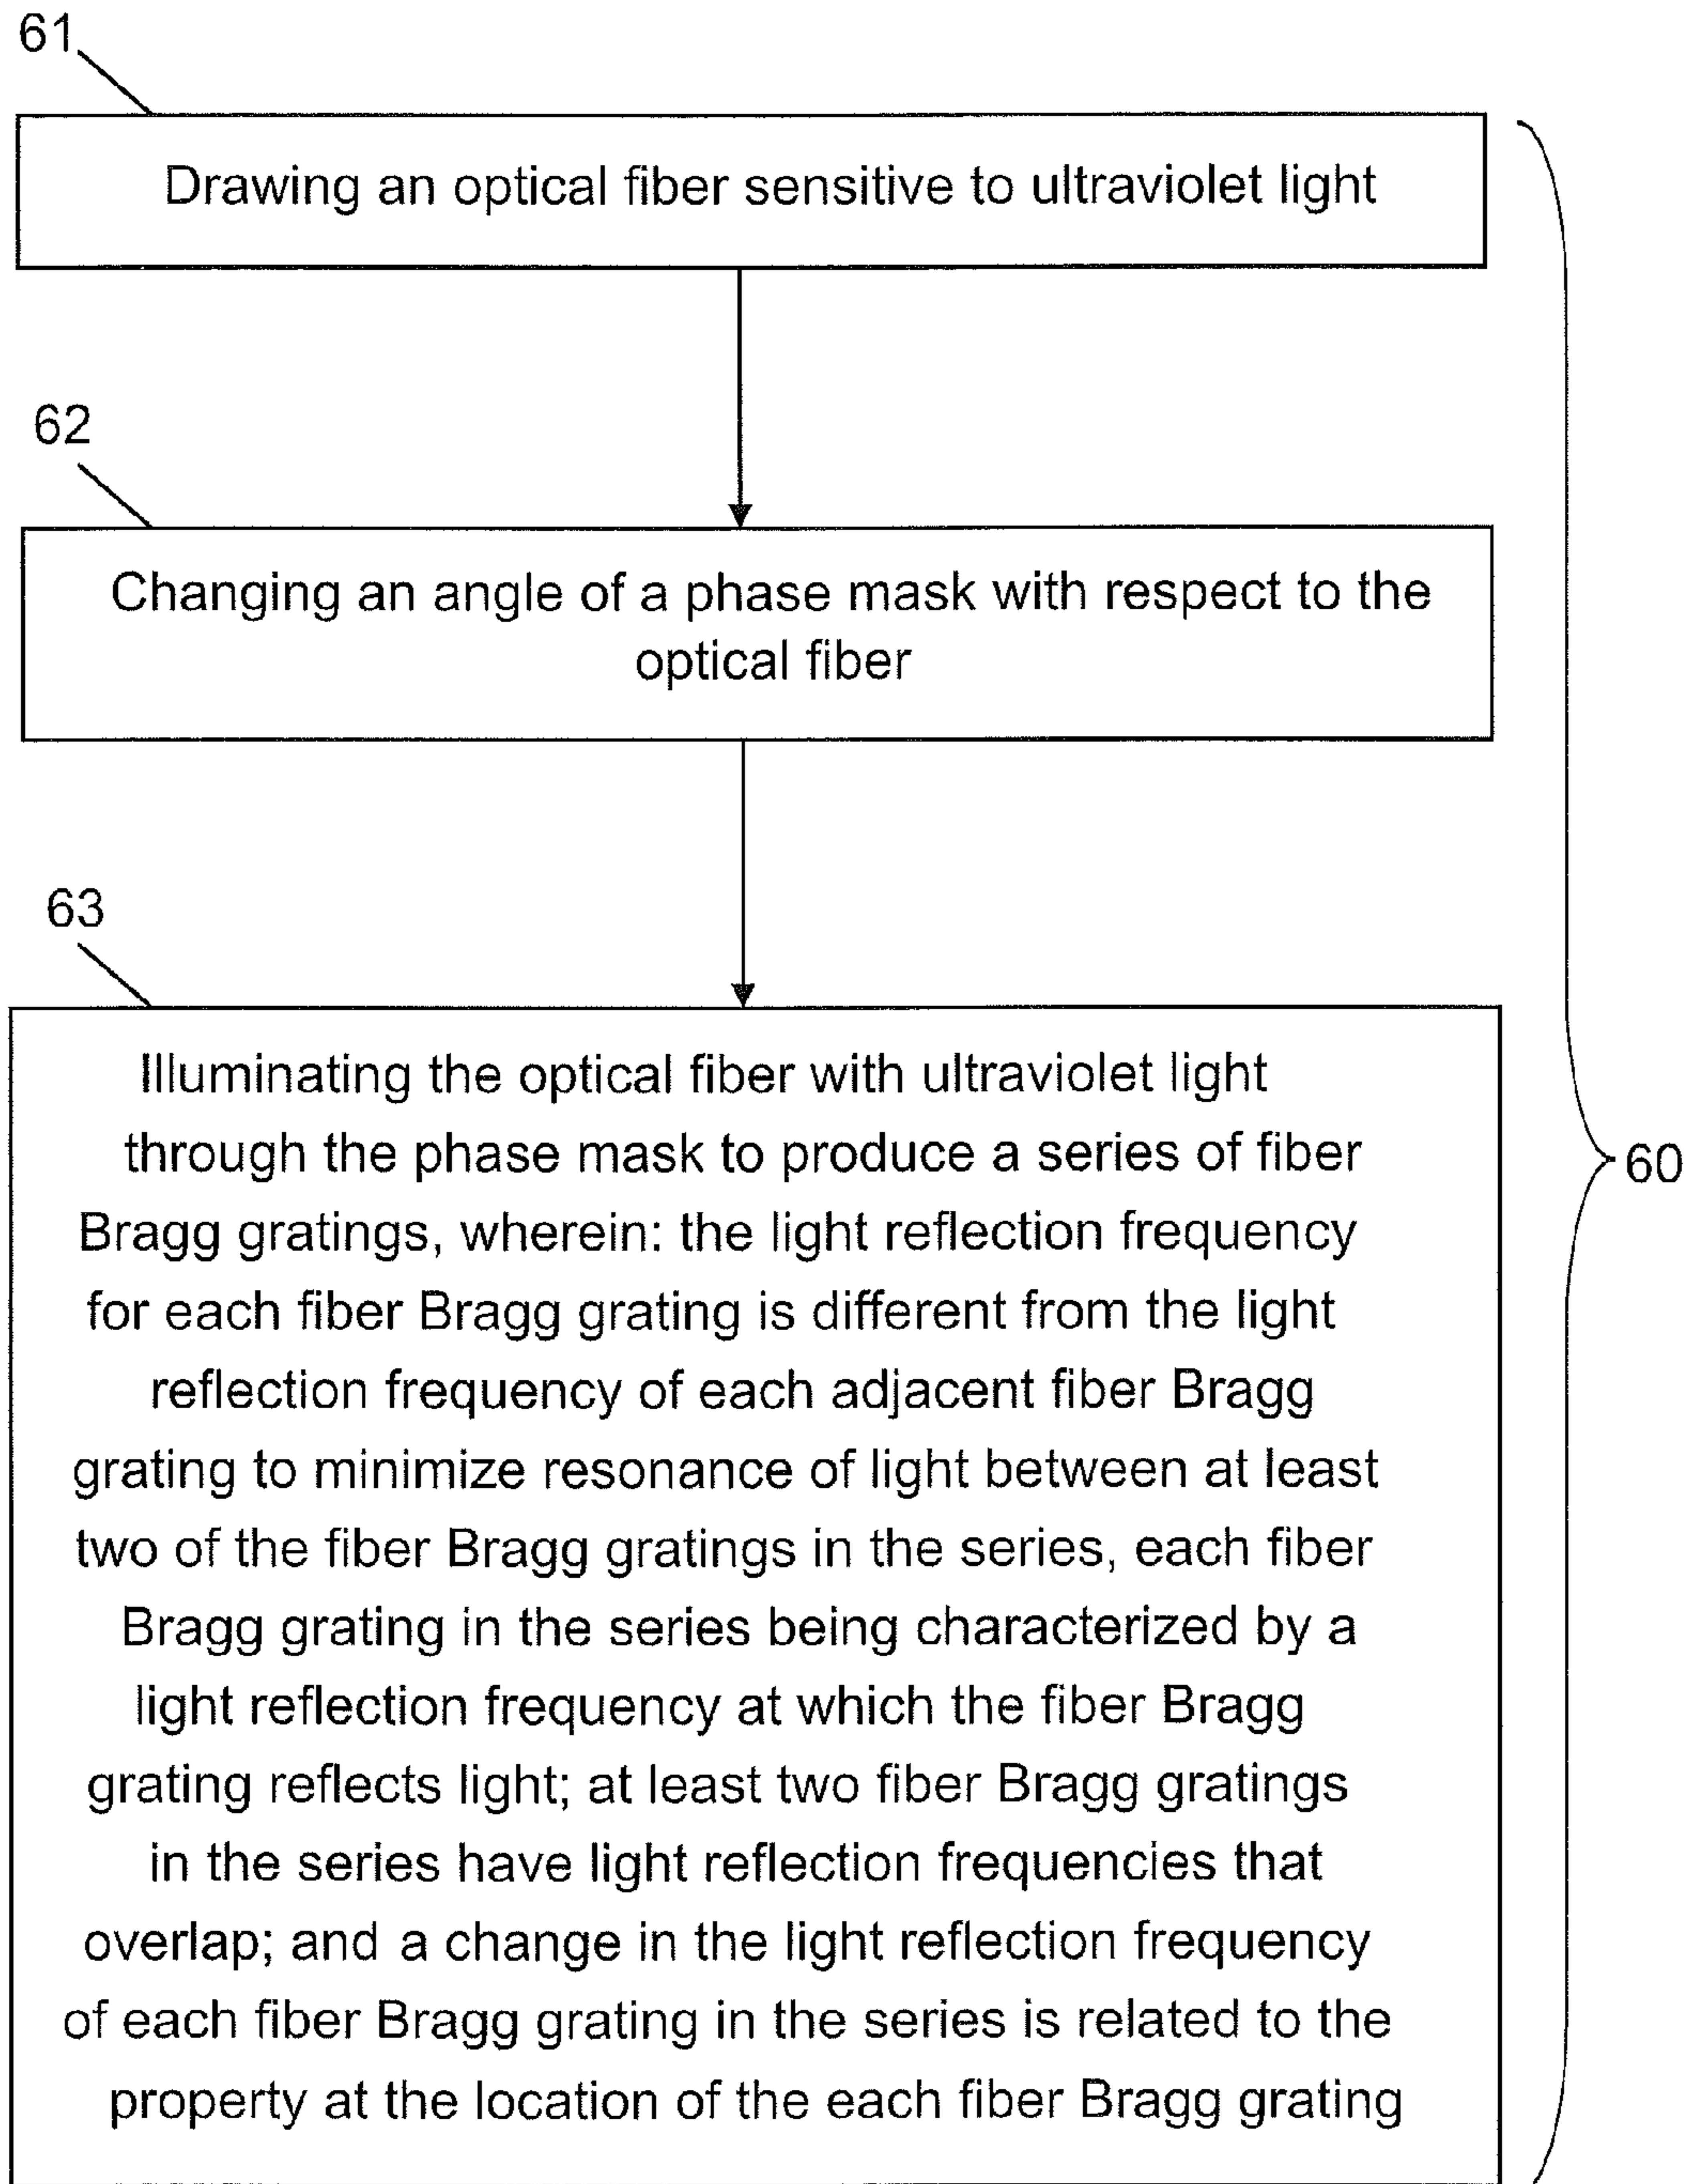 61
Drawing an optical fiber sensitive to ultraviolet light
62
Changing an angle of a phase mask with respect to the
optical fiber
63
Illuminating the optical fiber with ultraviolet light
through the phase mask to produce a series of fiber
Bragg gratings, wherein: the light reflection frequency
for each fiber Bragg grating is different from the light
reflection frequency of each adjacent fiber Bragg
grating to minimize resonance of light between at least
two of the fiber Bragg gratings in the series, each fiber
Bragg grating in the series being characterized by a
light reflection frequency at which the fiber Bragg
grating reflects light; at least two fiber Bragg gratings
in the series have light reflection frequencies that
overlap; and a change in the light reflection frequency
of each fiber Bragg grating in the series is related to the
property at the location of the each fiber Bragg grating
60